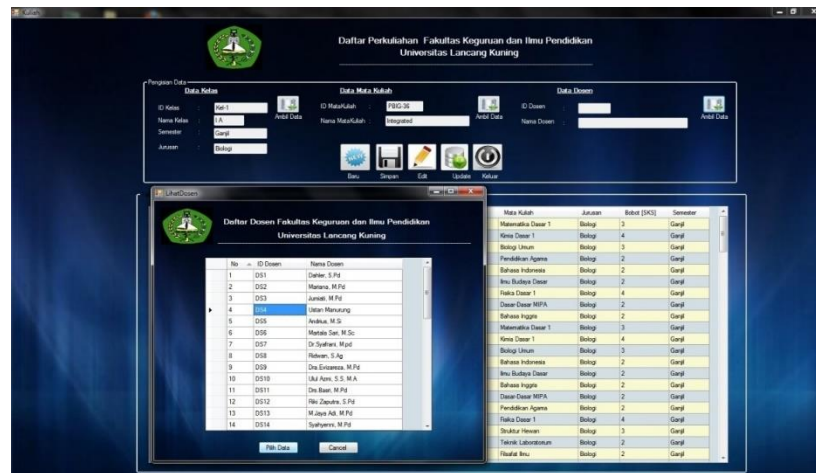 Daftar Perkuliahan Fakultas Keguruan dan Ilmu Pendidikan
Universitas Lancang Kuning
Pengisian Data
Data Kelas
Data Mata Kuliah
Data Dosen
ID Kelas : Kel-1
Ambil Data
ID MataKuliah : PBIG-36
Ambil Data
ID Dosen :
Ambil Data
Nama Kelas : I.A
Nama MataKuliah : Integrated
Nama Dosen :
Semester : Ganjil
Jurusan : Biologi
Baru Simpan Edit Update Keluar
LihatDosen
Daftar Dosen Fakultas Keguruan dan Ilmu Pendidikan
Universitas Lancang Kuning
No ID Dosen Nama Dosen
1 DS1 Dahler, S.Pd
2 DS2 Mariana, M.Pd
3 DS3 Juniati, M.Pd
4 DS4 Ustan Manurung
5 DS5 Andrius, M.Si
6 DS6 Martala Sari, M.Sc
7 DS7 Dr.Syafrani, M.pd
8 DS8 Ridwan, S.Ag
9 DS9 Dra.Evizareza, M.Pd
10 DS10 Ulul Azmi, S.S, M.A
11 DS11 Drs Basri, M.Pd
12 DS12 Riki Zaputra, S.Pd
13 DS13 M.Jaya Adi, M.Pd
14 DS14 Syahyenni, M.Pd
Pilih Data Cancel
Mata Kuliah Jurusan Bobot [SKS] Semester
Matematika Dasar 1 Biologi 3 Ganjil
Kimia Dasar 1 Biologi 4 Ganjil
Biologi Umum Biologi 3 Ganjil
Pendidikan Agama Biologi 2 Ganjil
Bahasa Indonesia Biologi 2 Ganjil
Ilmu Budaya Dasar Biologi 2 Ganjil
Fisika Dasar 1 Biologi 4 Ganjil
Dasar-Dasar MIPA Biologi 2 Ganjil
Bahasa Inggris Biologi 2 Ganjil
Matematika Dasar 1 Biologi 3 Ganjil
Kimia Dasar 1 Biologi 4 Ganjil
Biologi Umum Biologi 3 Ganjil
Bahasa Indonesia Biologi 2 Ganjil
Ilmu Budaya Dasar Biologi 2 Ganjil
Bahasa Inggris Biologi 2 Ganjil
Dasar-Dasar MIPA Biologi 2 Ganjil
Pendidikan Agama Biologi 2 Ganjil
Fisika Dasar 1 Biologi 4 Ganjil
Struktur Hewan Biologi 3 Ganjil
Teknik Laboratorium Biologi 2 Ganjil
Filsafat Ilmu Biologi 2 Ganjil